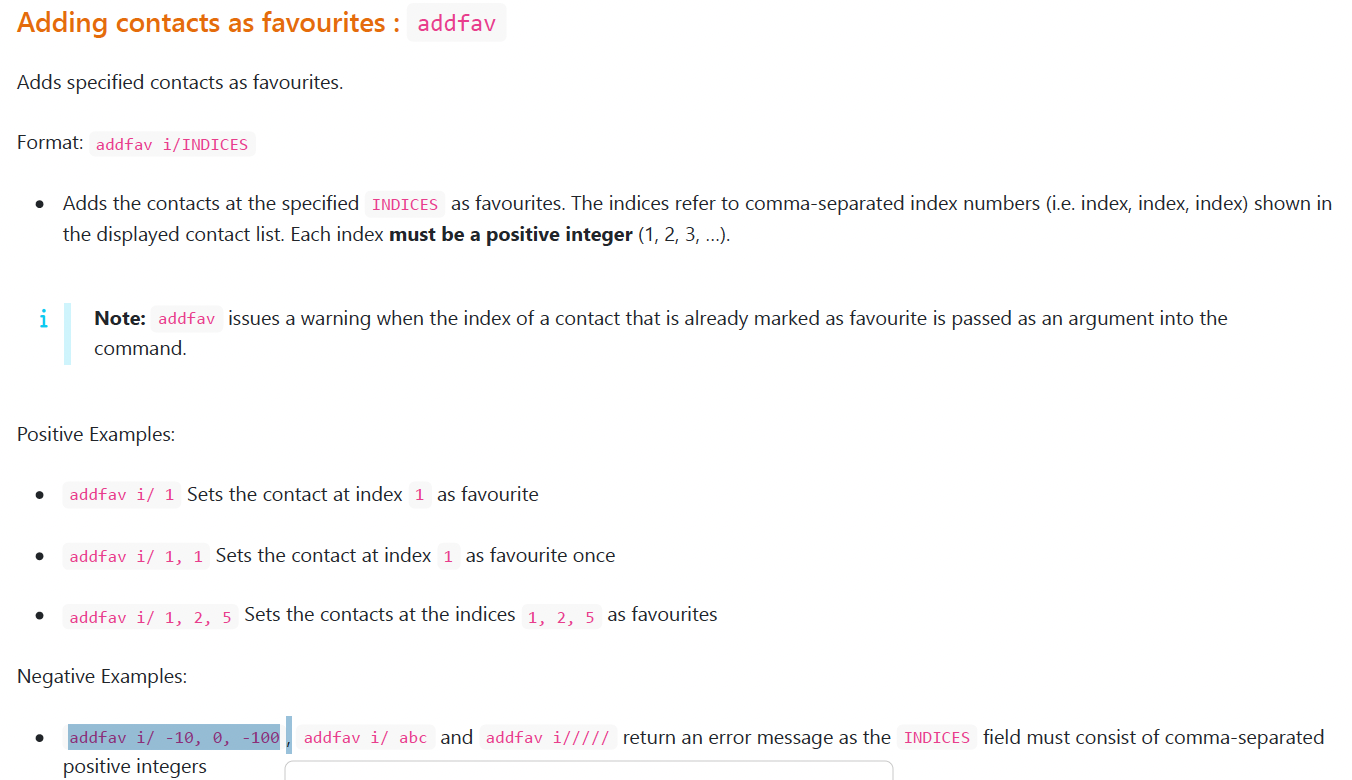 Adding contacts as favourites : addfav
Adds specified contacts as favourites.
Format: addfav i/INDICES
• Adds the contacts at the specified INDICES as favourites. The indices refer to comma-separated index numbers (i.e. index, index, index) shown in
the displayed contact list. Each index must be a positive integer (1, 2, 3, …).
i Note: addfav issues a warning when the index of a contact that is already marked as favourite is passed as an argument into the
command.
Positive Examples:
• addfav i/ 1 Sets the contact at index 1 as favourite
• addfav i/ 1, 1 Sets the contact at index 1 as favourite once
• addfav i/ 1, 2, 5 Sets the contacts at the indices 1, 2, 5 as favourites
Negative Examples:
• addfav i/ -10, 0, -100 , addfav i/ abc and addfav i///// return an error message as the INDICES field must consist of comma-separated
positive integers